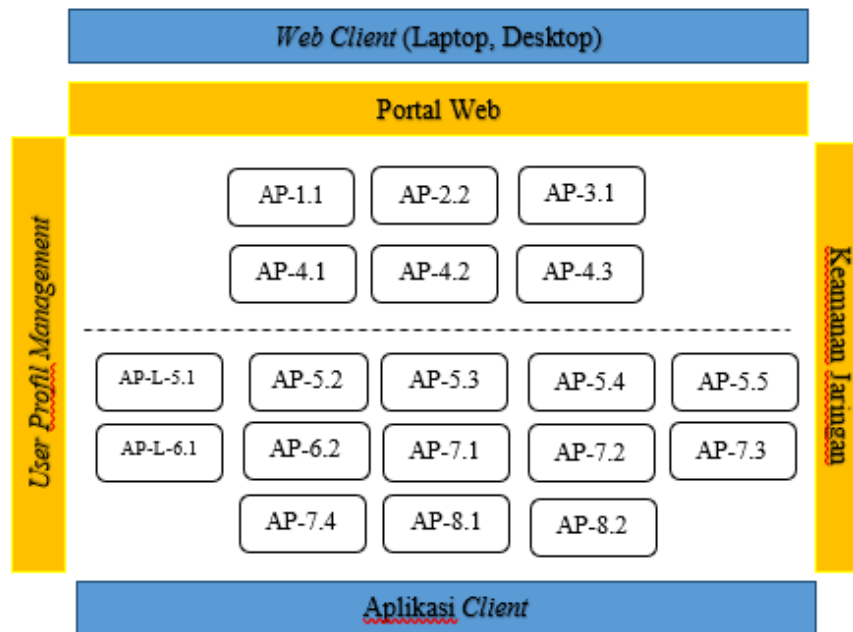 Web Client (Laptop, Desktop)
Portal Web
User Profil Management
Keamanan Jaringan
AP-1.1 AP-2.2 AP-3.1
AP-4.1 AP-4.2 AP-4.3
AP-L-5.1 AP-5.2 AP-5.3 AP-5.4 AP-5.5
AP-L-6.1 AP-6.2 AP-7.1 AP-7.2 AP-7.3
AP-7.4 AP-8.1 AP-8.2
Aplikasi Client